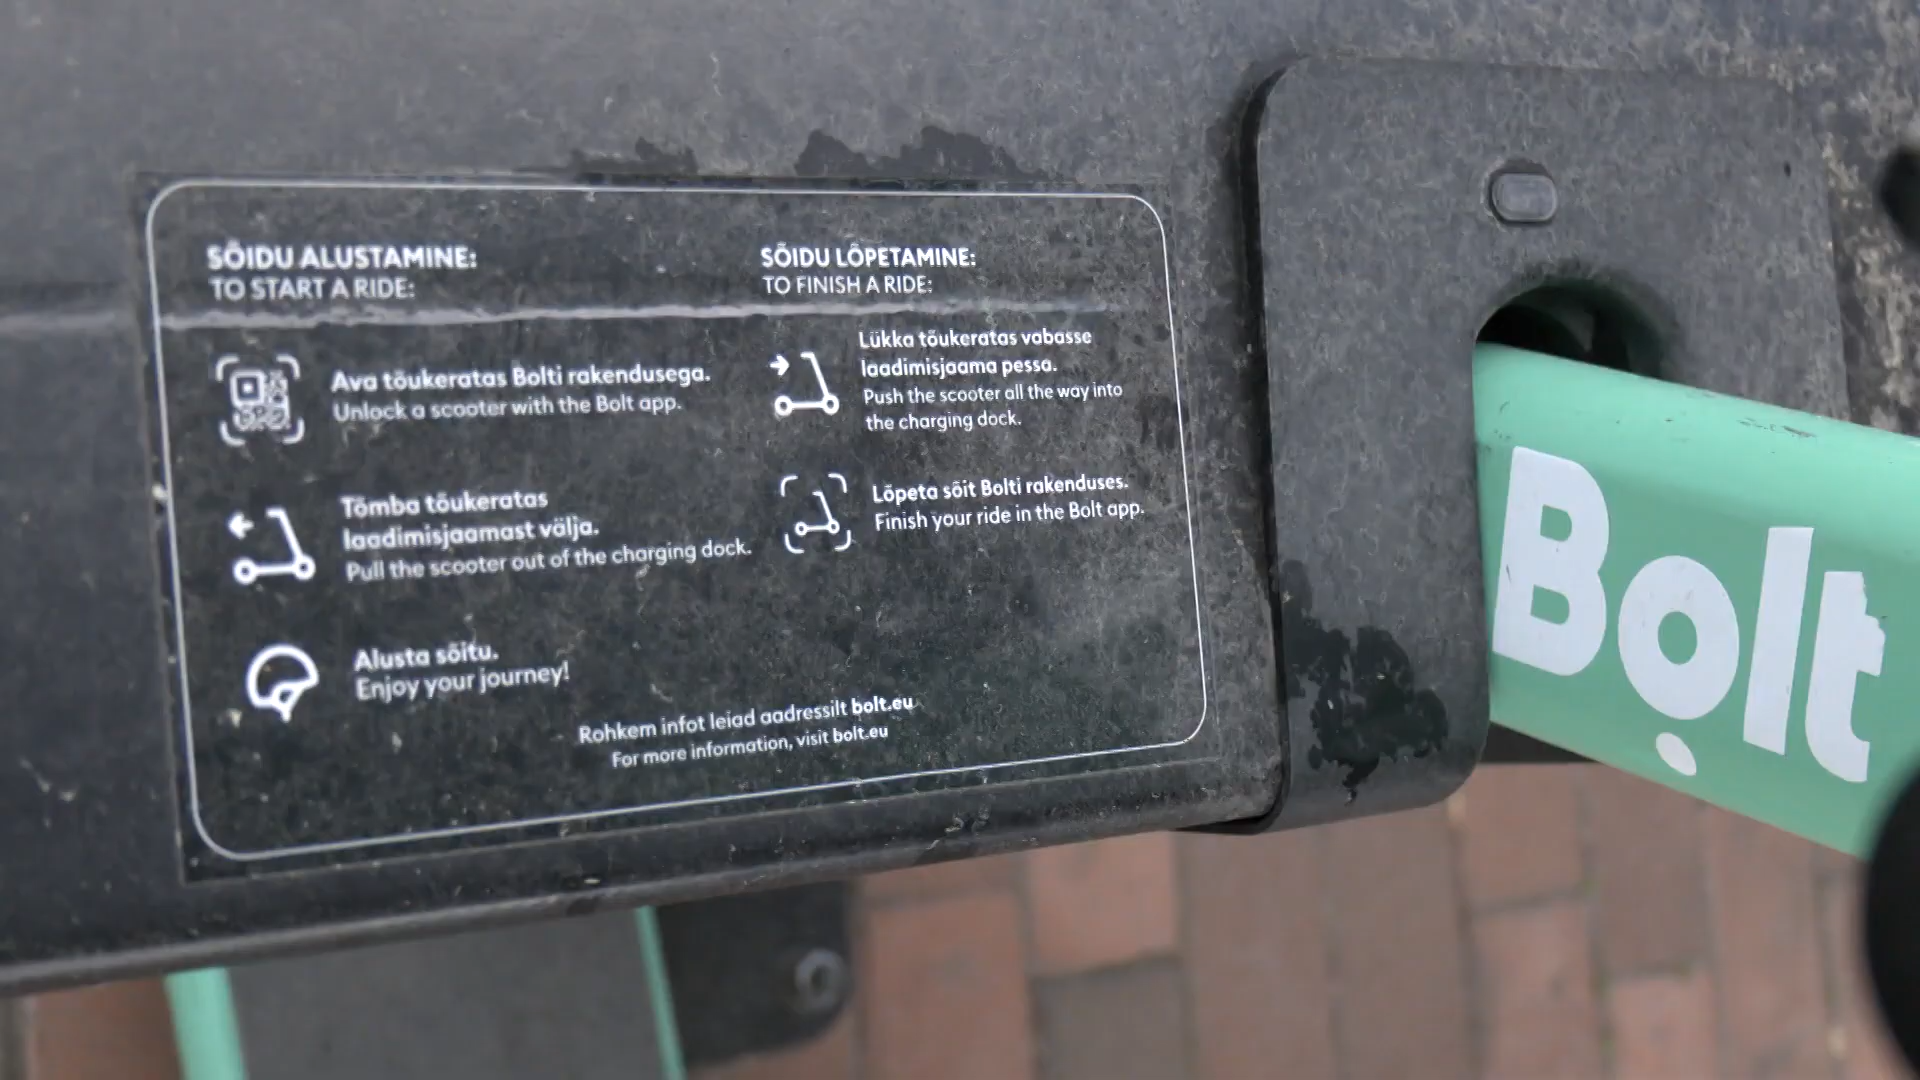 SÕIDU ALUSTAMINE:
TO START A RIDE:
Ava tõukeratas Bolti rakendusega.
Unlock a scooter with the Bolt app.
Tõmba tõukeratas
laadimisjaamast välja.
Pull the scooter out of the charging dock.
Alusta sõitu.
Enjoy your journey!
SÕIDU LÕPETAMINE:
TO FINISH A RIDE:
Lükka tõukeratas vabasse
laadimisjaama pessa.
Push the scooter all the way into
the charging dock.
Lõpeta sõit Bolti rakenduses.
Finish your ride in the Bolt app.
Rohkem infot leiad aadressilt bolt.eu
For more information, visit bolt.eu
Bolt